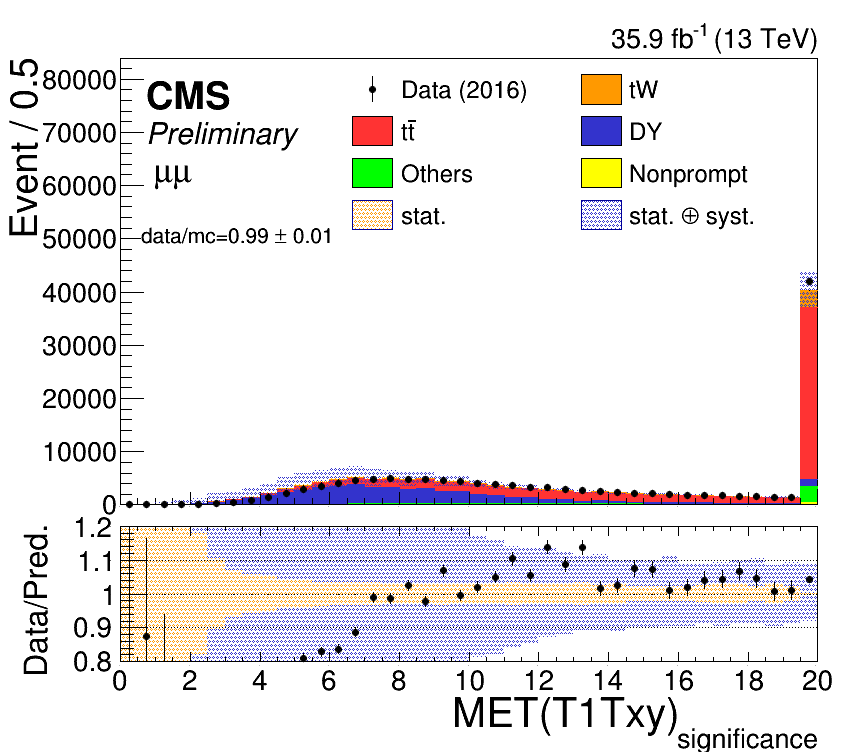 35.9 fb⁻¹ (13 TeV)
Event / 0.5
80000
70000
60000
50000
40000
30000
20000
10000
0
CMS
Preliminary
μμ
data/mc=0.99 ± 0.01
Data (2016)
tW
tt̄
DY
Others
Nonprompt
stat.
stat. ⊕ syst.
Data/Pred.
1.2
1.1
1
0.9
0.8
0 2 4 6 8 10 12 14 16 18 20
MET(T1Txy)significance